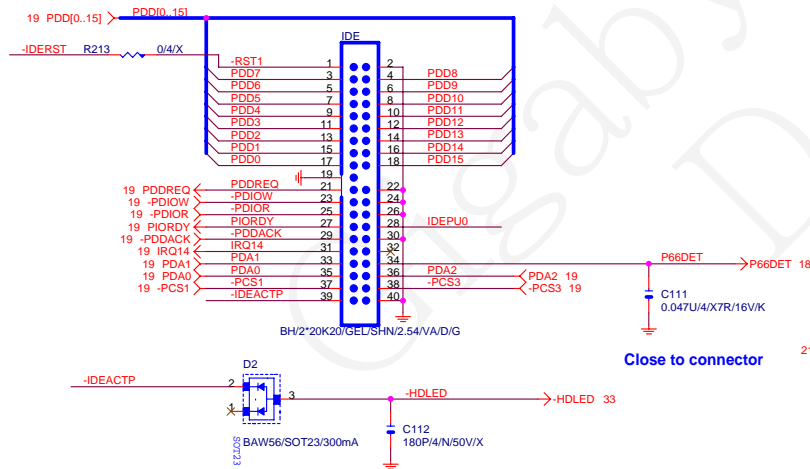 19 PDD[0..15] PDD[0..15]
IDE
-IDERST R213 0/4/X
-RST1 1 2
PDD7 3 4 PDD8
PDD6 5 6 PDD9
PDD5 7 8 PDD10
PDD4 9 10 PDD11
PDD3 11 12 PDD12
PDD2 13 14 PDD13
PDD1 15 16 PDD14
PDD0 17 18 PDD15
19
19 PDDREQ PDDREQ 21 22
19 -PDIOW -PDIOW 23 24
19 -PDIOR -PDIOR 25 26
19 PIORDY PIORDY 27 28 IDEPU0
19 -PDDACK -PDDACK 29 30
19 IRQ14 IRQ14 31 32
19 PDA1 PDA1 33 34 P66DET P66DET 18
19 PDA0 PDA0 35 36 PDA2 PDA2 19
19 -PCS1 -PCS1 37 38 -PCS3 -PCS3 19
-IDEACTP 39 40
C111
0.047U/4/X7R/16V/K
BH/2*20K20/GEL/SHN/2.54/VA/D/G
Close to connector
21
D2
-IDEACTP 2
3 -HDLED -HDLED 33
1
C112
180P/4/N/50V/X
BAW56/SOT23/300mA
SOT23
Gigaby
D